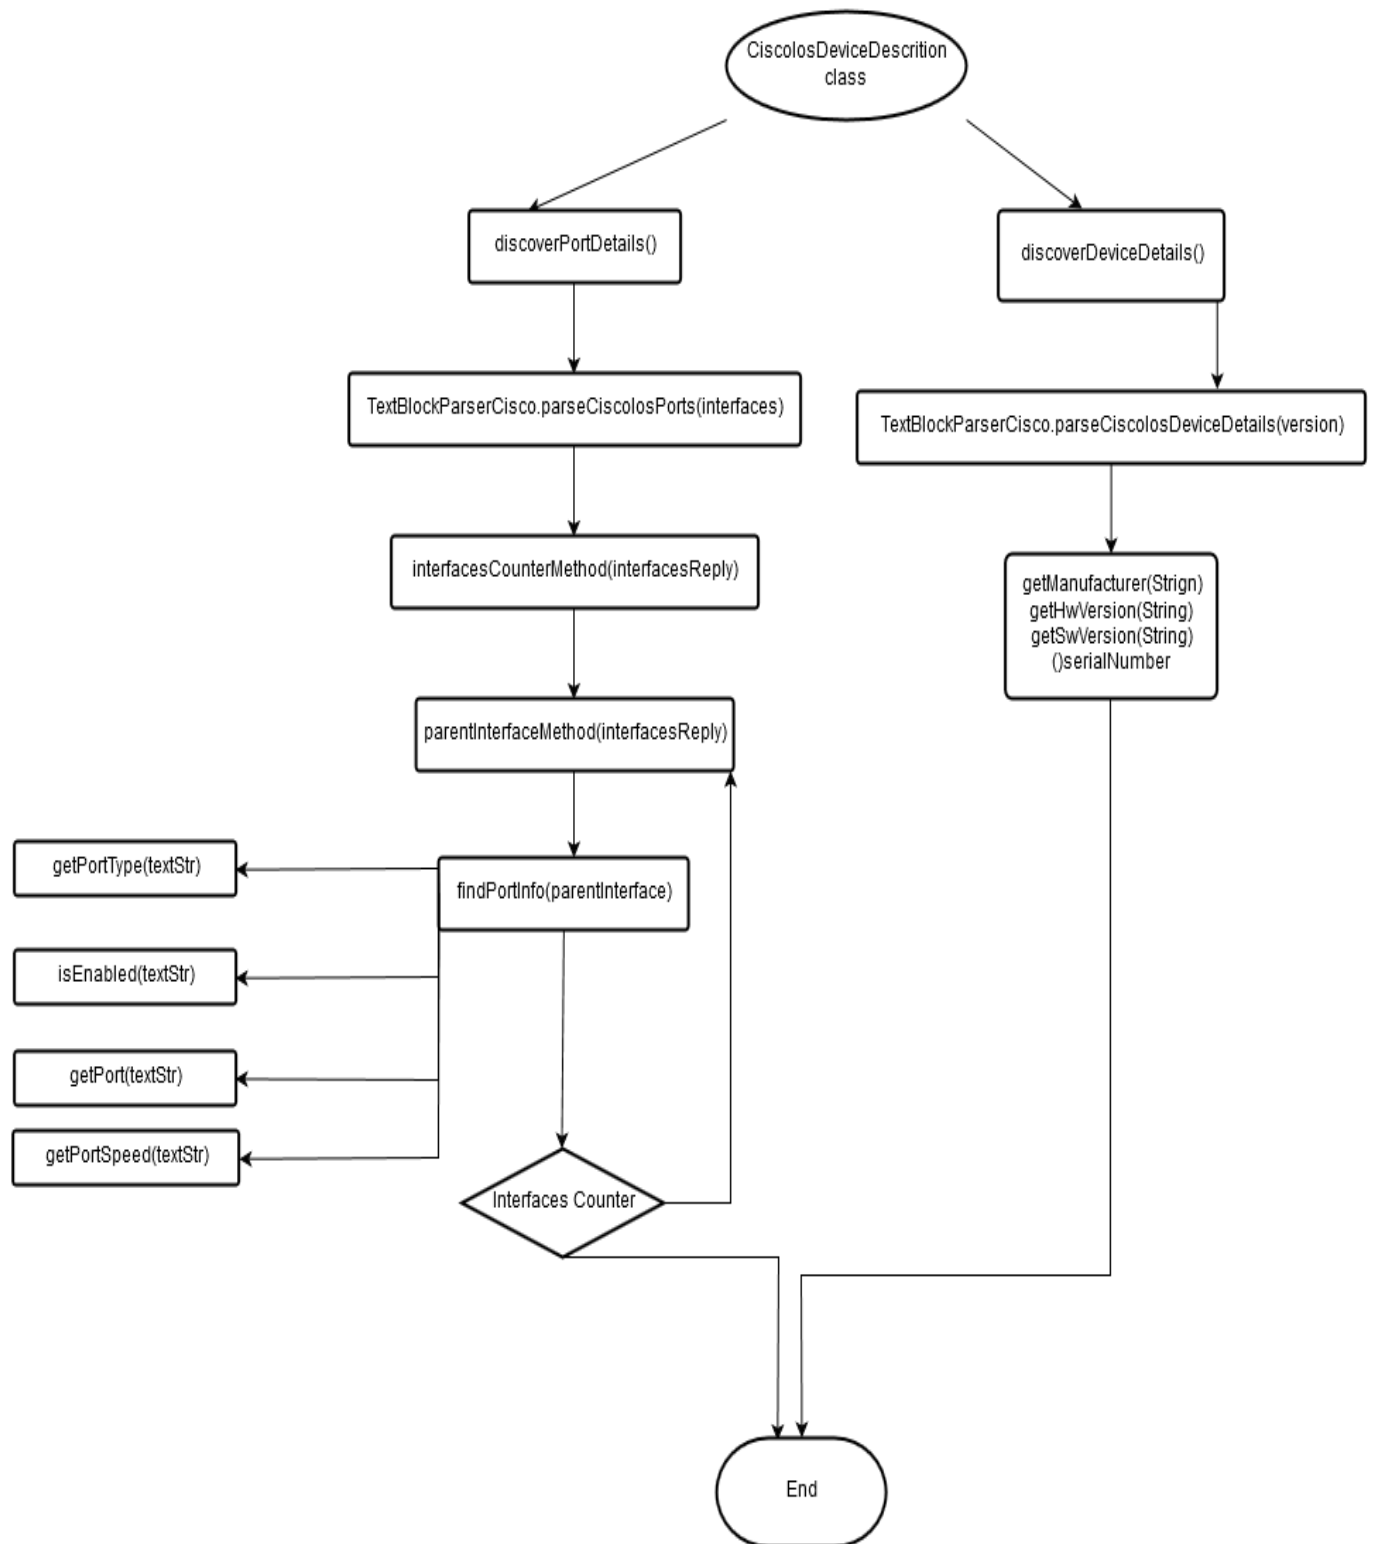 CiscoIosDeviceDescrition
class
discoverPortDetails()
discoverDeviceDetails()
TextBlockParserCisco.parseCiscoIosPorts(interfaces)
TextBlockParserCisco.parseCiscoIosDeviceDetails(version)
interfacesCounterMethod(interfacesReply)
getManufacturer(Strign)
getHwVersion(String)
getSwVersion(String)
()serialNumber
parentInterfaceMethod(interfacesReply)
getPortType(textStr)
findPortInfo(parentInterface)
isEnabled(textStr)
getPort(textStr)
getPortSpeed(textStr)
Interfaces Counter
End